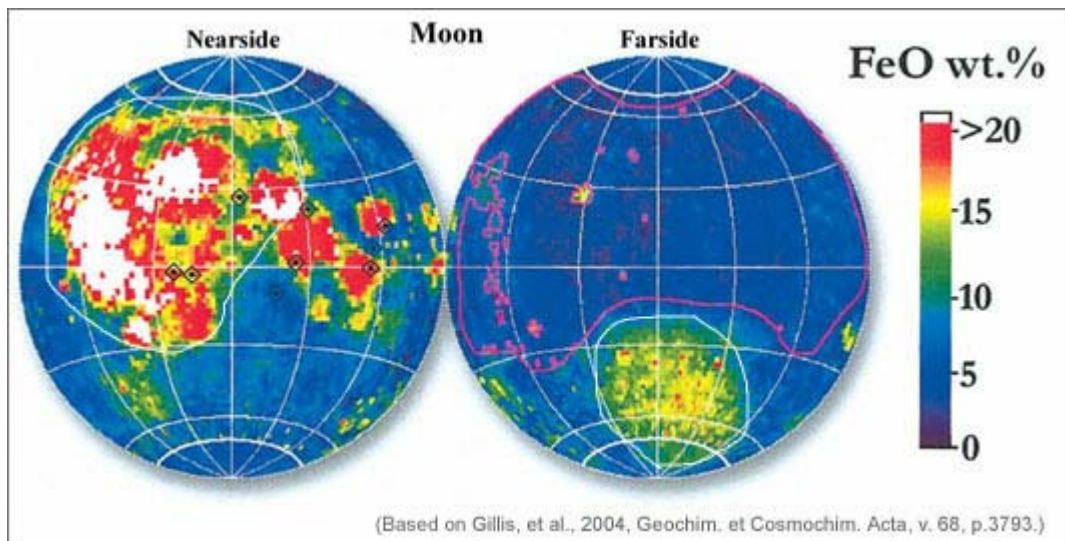 Moon
Nearside
Farside
FeO wt.%
>20
15
10
5
0
(Based on Gillis, et al., 2004, Geochim. et Cosmochim. Acta, v. 68, p.3793.)